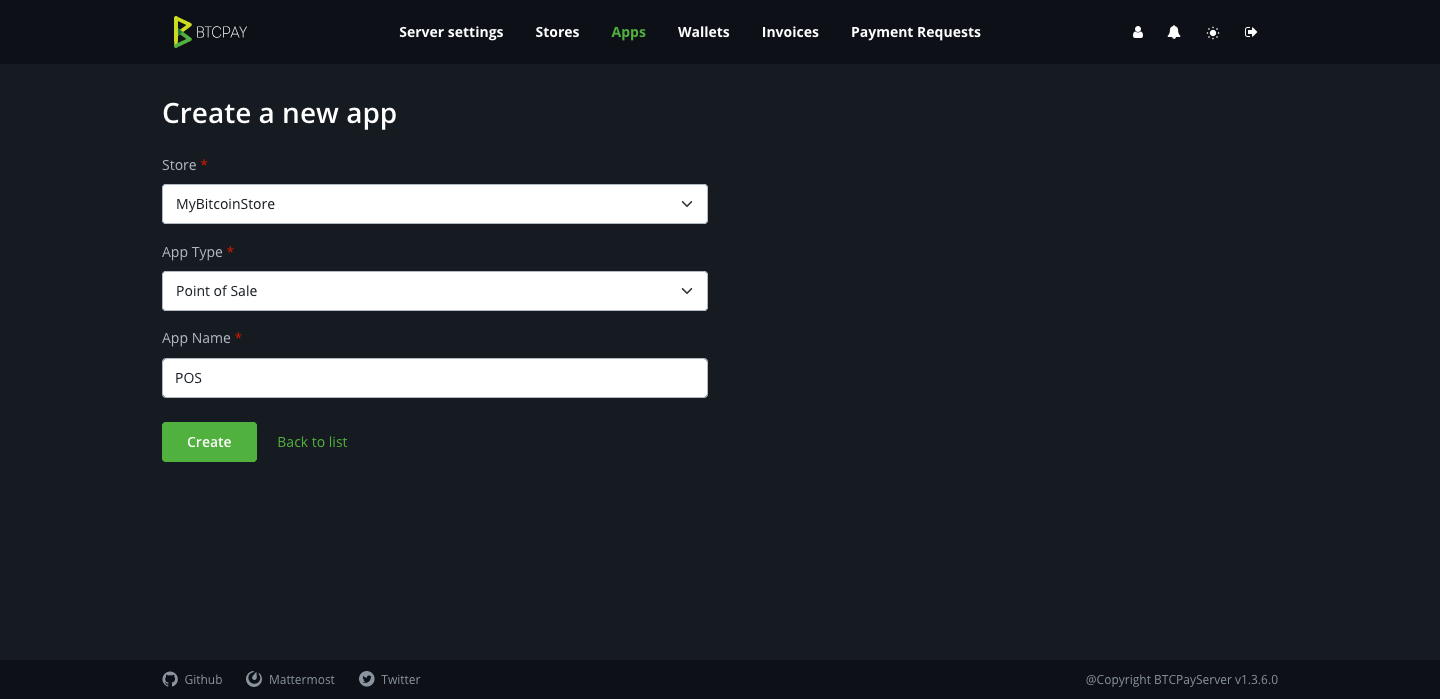 BTCPAY Server settings Stores Apps Wallets Invoices Payment Requests
Create a new app
Store *
MyBitcoinStore
App Type *
Point of Sale
App Name *
POS
Create Back to list
Github Mattermost Twitter @Copyright BTCPayServer v1.3.6.0